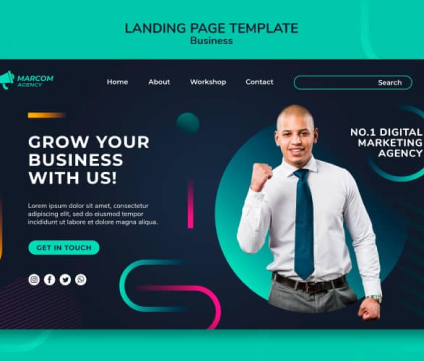 LANDING PAGE TEMPLATE
Business
MARCOM
AGENCY
Home
About
Workshop
Contact
Search
GROW YOUR
BUSINESS
WITH US!
NO.1 DIGITAL
MARKETING
AGENCY
Lorem ipsum dolor sit amet, consectetur
adipiscing elit, sed do eiusmod tempor
incididunt ut labore et dolore magna aliqua.
GET IN TOUCH